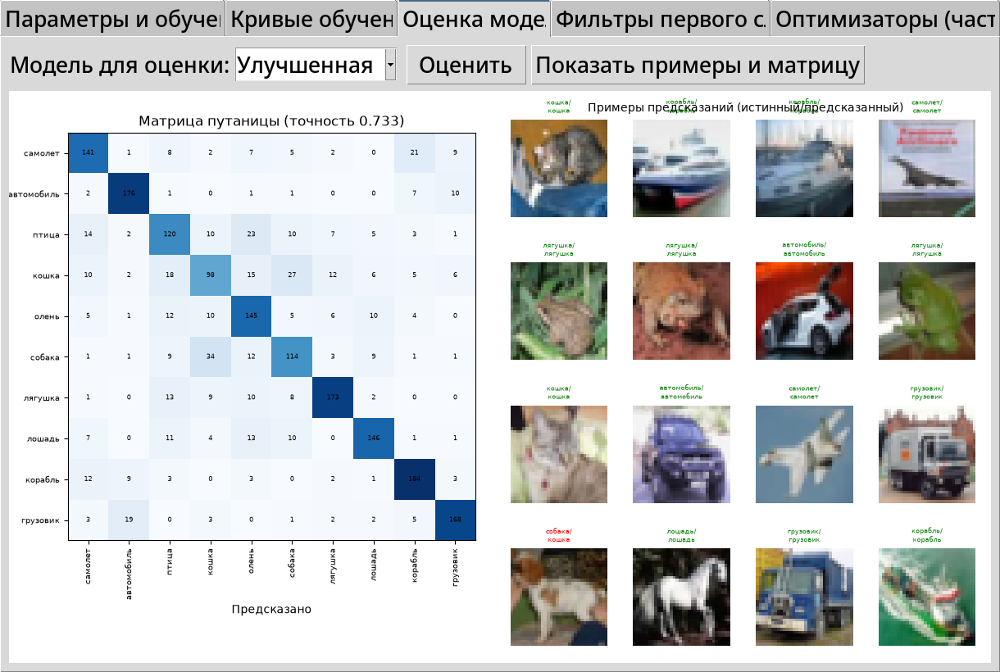 Параметры и обучен
Кривые обучен
Оценка моде.
Фильтры первого с.
Оптимизаторы (част
Модель для оценки:
Улучшенная
Оценить
Показать примеры и матрицу
Матрица путаницы (точность 0.733)
самолет 141 1 8 2 7 5 2 0 21 9
автомобиль 2 176 1 0 1 1 0 0 7 10
птица 14 2 120 10 23 10 7 5 3 1
кошка 10 2 18 98 15 27 12 6 5 6
олень 5 1 12 10 145 5 6 10 4 0
собака 1 1 9 34 12 114 3 9 1 1
лягушка 1 0 13 9 10 8 173 2 0 0
лошадь 7 0 11 4 13 10 0 146 1 1
корабль 12 9 3 0 3 0 2 1 184 3
грузовик 3 19 0 3 0 1 2 2 5 168
самолет
автомобиль
птица
кошка
олень
собака
лягушка
лошадь
корабль
грузовик
Предсказано
Примеры предсказаний (истинный/предсказанный)
кошка/
кошка
корабль/
корабль
корабль/
корабль
самолет/
самолет
лягушка/
лягушка
лягушка/
лягушка
автомобиль/
автомобиль
лягушка/
лягушка
кошка/
кошка
автомобиль/
автомобиль
самолет/
самолет
грузовик/
грузовик
собака/
кошка
лошадь/
лошадь
грузовик/
грузовик
корабль/
корабль